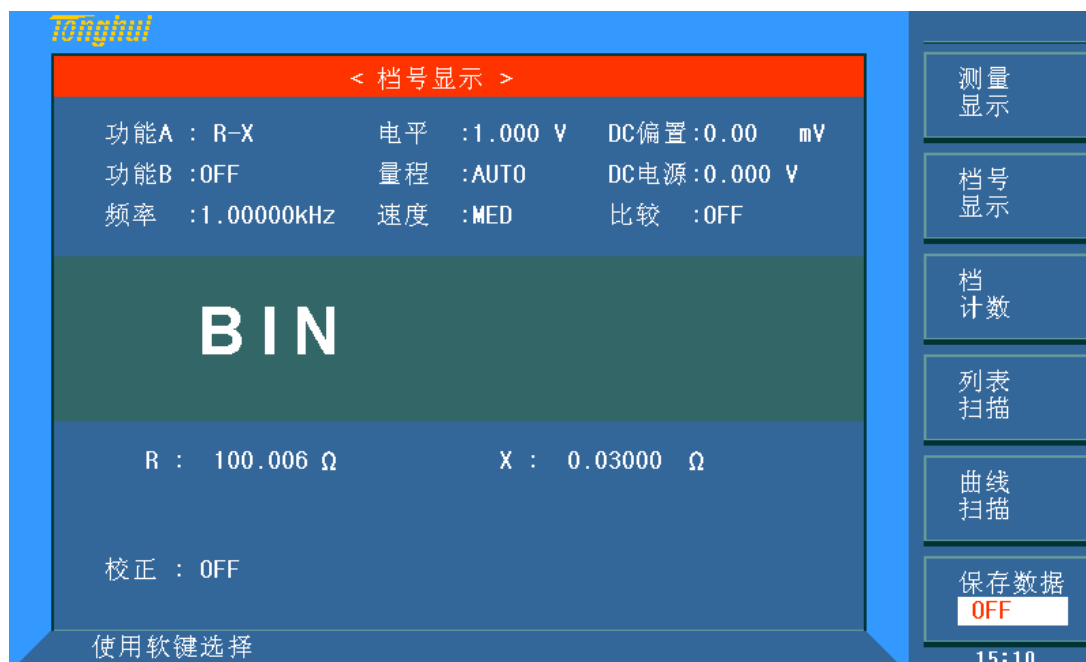 Tonghui
< 档号显示 >
功能A : R-X 电平 :1.000 V DC偏置:0.00 mV
功能B :OFF 量程 :AUTO DC电源:0.000 V
频率 :1.00000kHz 速度 :MED 比较 :OFF
BIN
R : 100.006 Ω X : 0.03000 Ω
校正 : OFF
使用软键选择
测量
显示
档号
显示
档
计数
列表
扫描
曲线
扫描
保存数据
OFF
15:10